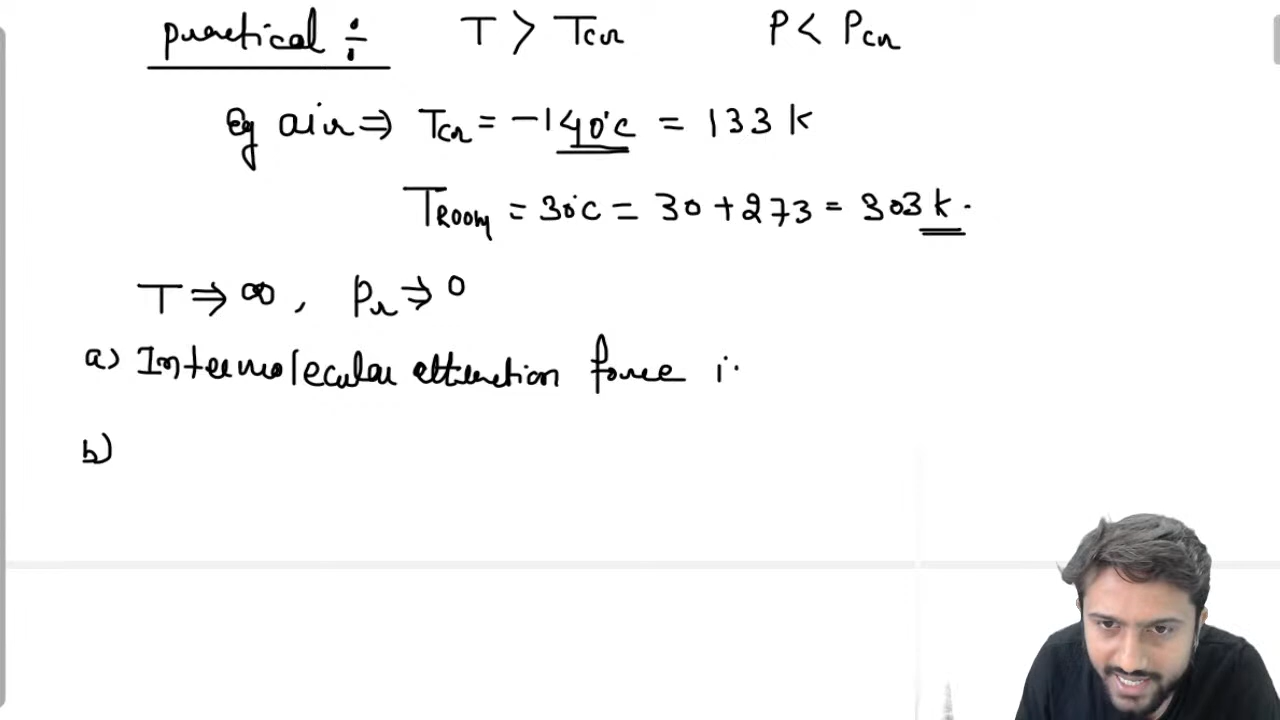 practical ÷ T > Tcr P < Pcr
Eg air ⇒ Tcr = -140°c = 133 k
TRoom = 30°c = 30 + 273 = 303 k.
T ⇒ ∞, Pr ⇒ 0
a) Intermolecular attraction force i.
b)